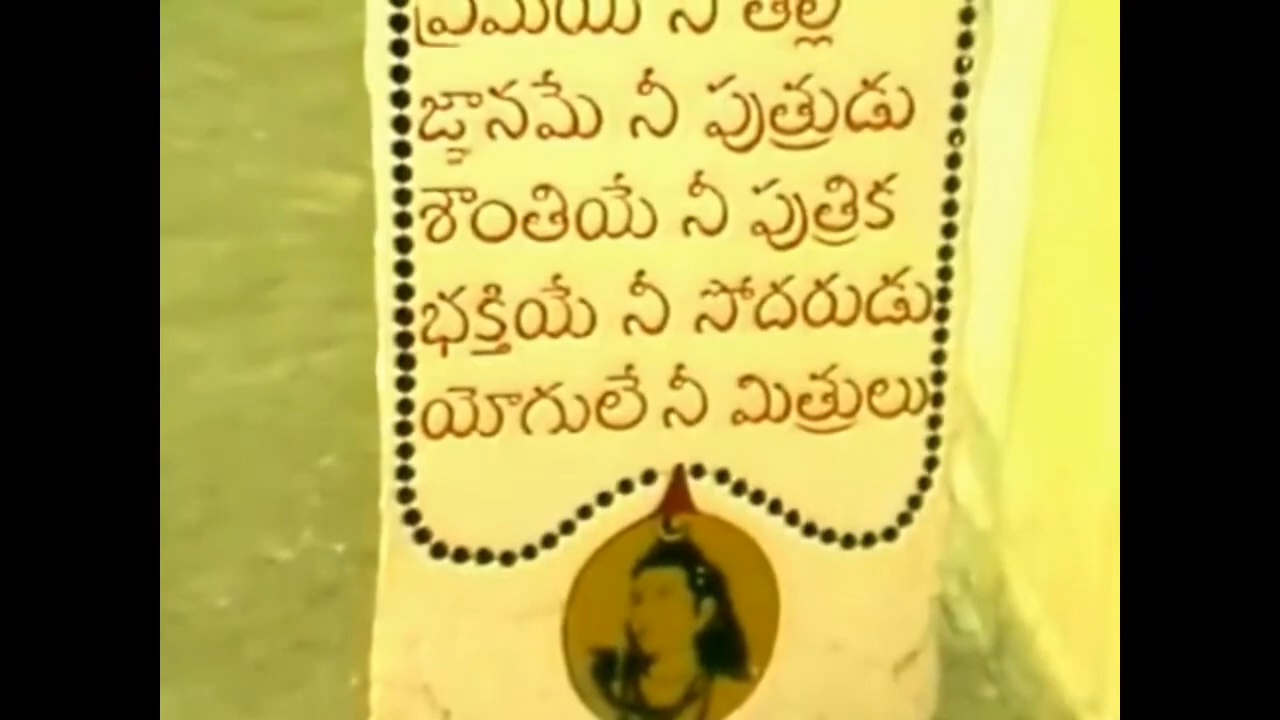 ప్రేమయే నీ తల్లి
జ్ఞానమే నీ పుత్రుడు
శాంతియే నీ పుత్రిక
భక్తియే నీ సోదరుడు
యోగులే నీ మిత్రులు